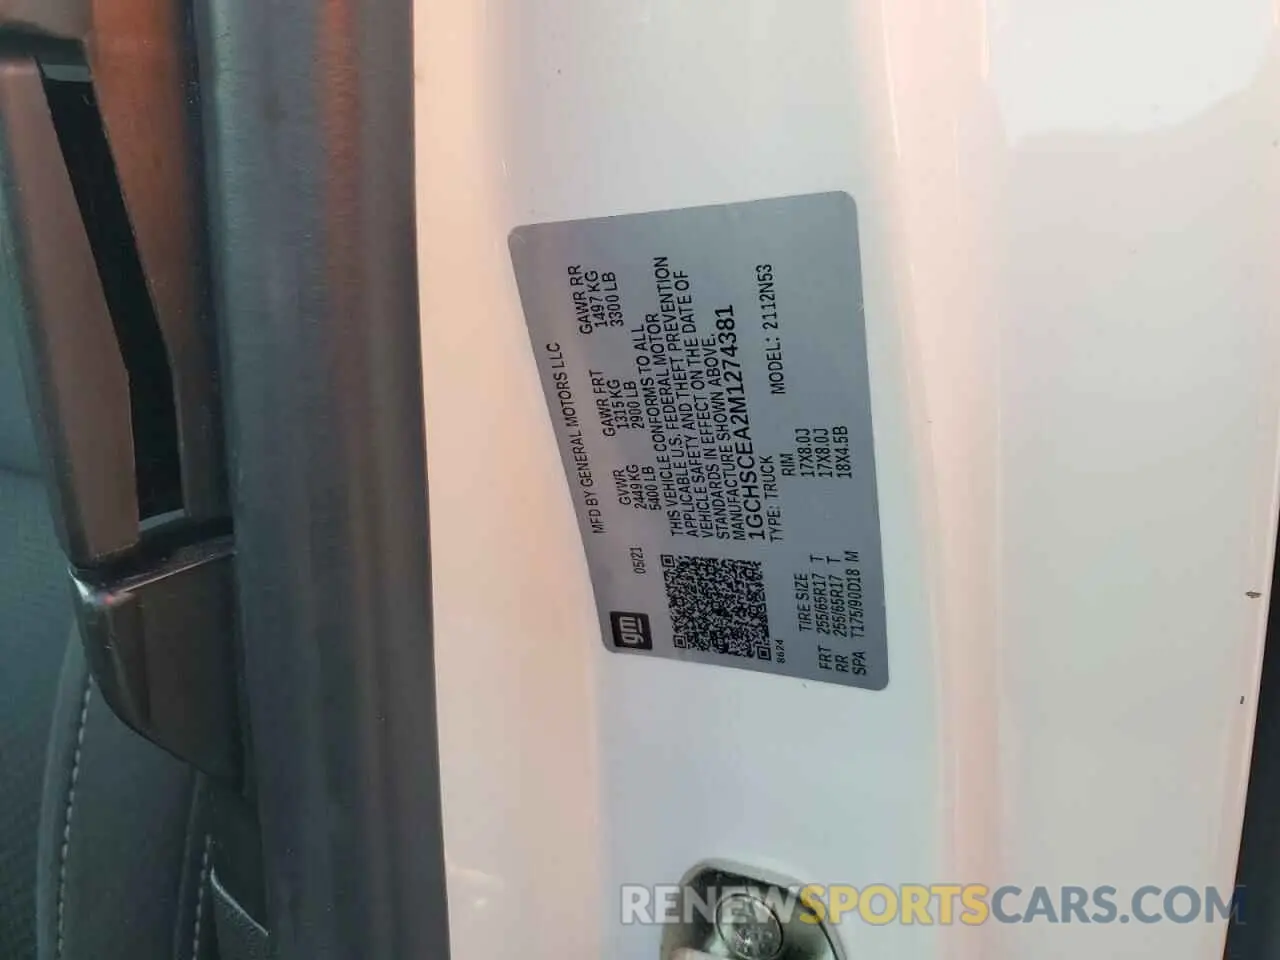 MFD BY GENERAL MOTORS LLC
05/21
GVWR GAWR FRT GAWR RR
2449 KG 1315 KG 1497 KG
5400 LB 2900 LB 3300 LB
THIS VEHICLE CONFORMS TO ALL
APPLICABLE U.S. FEDERAL MOTOR
VEHICLE SAFETY AND THEFT PREVENTION
STANDARDS IN EFFECT ON THE DATE OF
MANUFACTURE SHOWN ABOVE.
1GCHSCEA2M1274381
TYPE: TRUCK MODEL: 2112N53
gm
8624
TIRE SIZE RIM
FRT 255/65R17 T 17X8.0J
RR 255/65R17 T 17X8.0J
SPA T175/90D18 M 18X4.5B
RENEWSPORTSCARS.COM